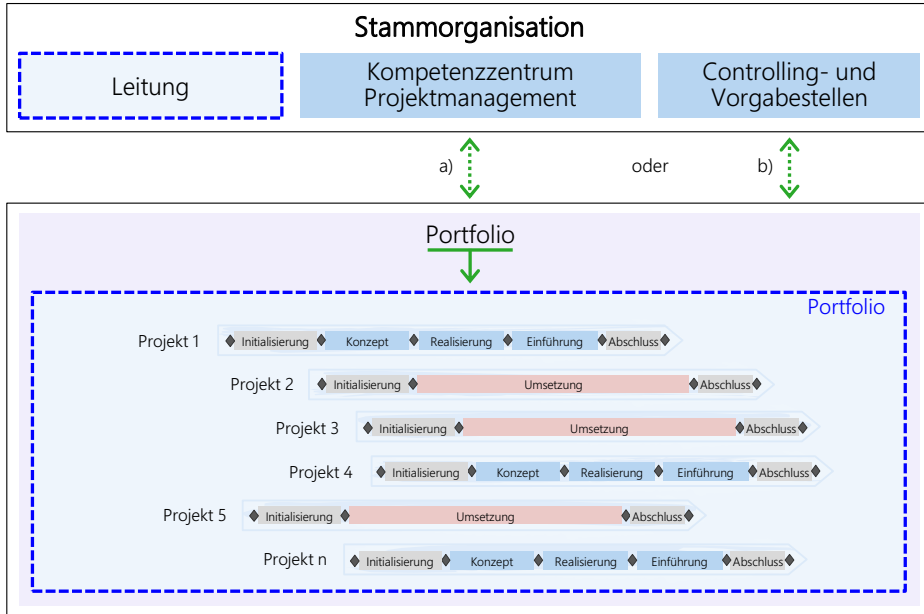 Stammorganisation
Leitung
Kompetenzzentrum
Projektmanagement
Controlling- und
Vorgabestellen
a)
oder
b)
Portfolio
Portfolio
Projekt 1
Initialisierung
Konzept
Realisierung
Einführung
Abschluss
Projekt 2
Initialisierung
Umsetzung
Abschluss
Projekt 3
Initialisierung
Umsetzung
Abschluss
Projekt 4
Initialisierung
Konzept
Realisierung
Einführung
Abschluss
Projekt 5
Initialisierung
Umsetzung
Abschluss
Projekt n
Initialisierung
Konzept
Realisierung
Einführung
Abschluss